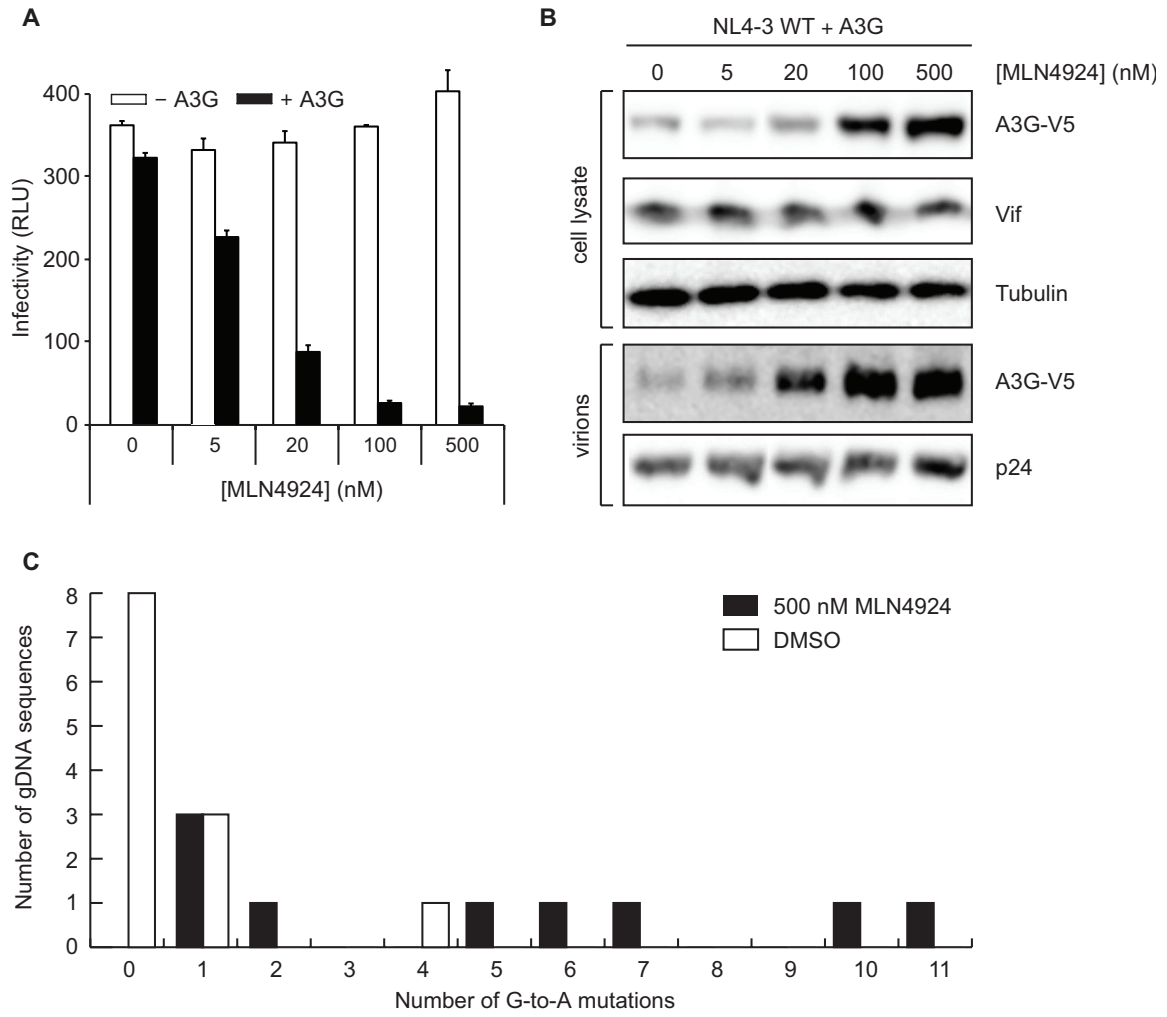 A
– A3G + A3G
400
300
200
100
0
Infectivity (RLU)
0 5 20 100 500
[MLN4924] (nM)
B
NL4-3 WT + A3G
0 5 20 100 500 [MLN4924] (nM)
cell lysate
A3G-V5
Vif
Tubulin
virions
A3G-V5
p24
C
500 nM MLN4924
DMSO
8
7
6
5
4
3
2
1
0
Number of gDNA sequences
0 1 2 3 4 5 6 7 8 9 10 11
Number of G-to-A mutations